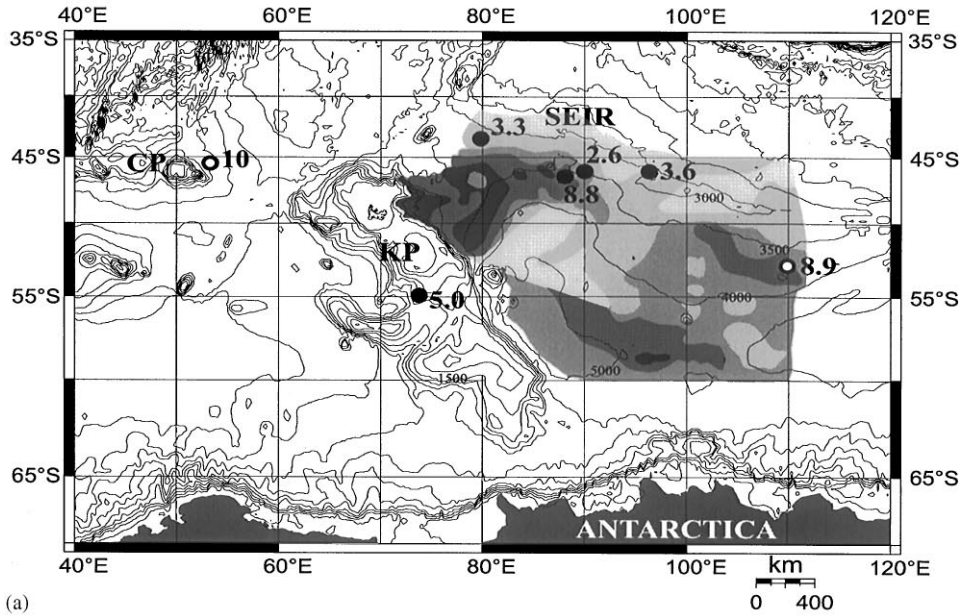 40°E 60°E 80°E 100°E 120°E
35°S 35°S
SEIR
3.3
45°S 45°S
CP 10 2.6 3.6
8.8
3000
KP
3500
8.9
55°S 5.0 4000 55°S
1500 5000
65°S 65°S
ANTARCTICA
40°E 60°E 80°E 100°E 120°E
km
0 400
(a)